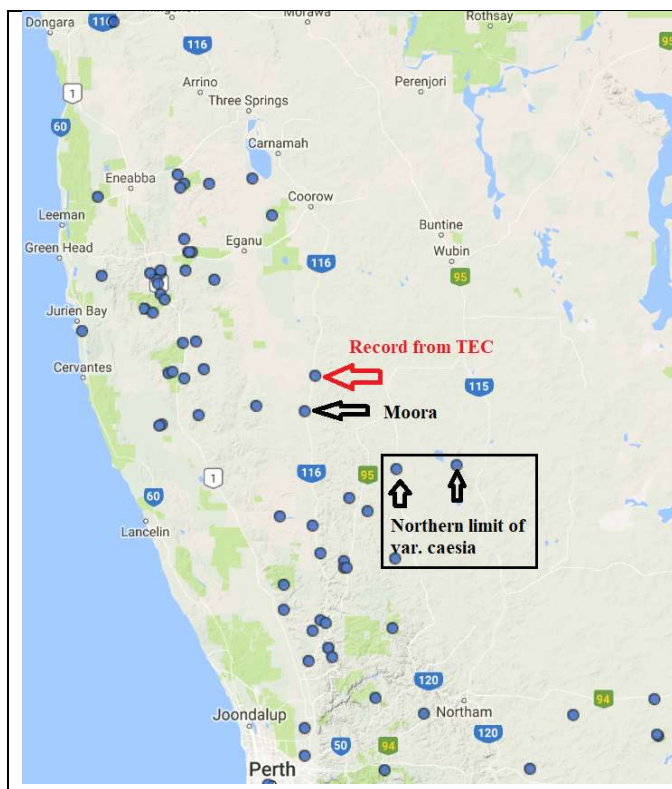 Dongara
116
Morawa
Rothsay
116
95
Arrino
Perenjori
1
Three Springs
60
Carnamah
Eneabba
Coorow
Leeman
Buntine
Eganu
Green Head
Wubin
116
95
Jurien Bay
Record from TEC
Cervantes
115
Moora
1
116
95
60
Northern limit of
var. caesia
Lancelin
120
94
Joondalup
Northam
50
94
120
Perth